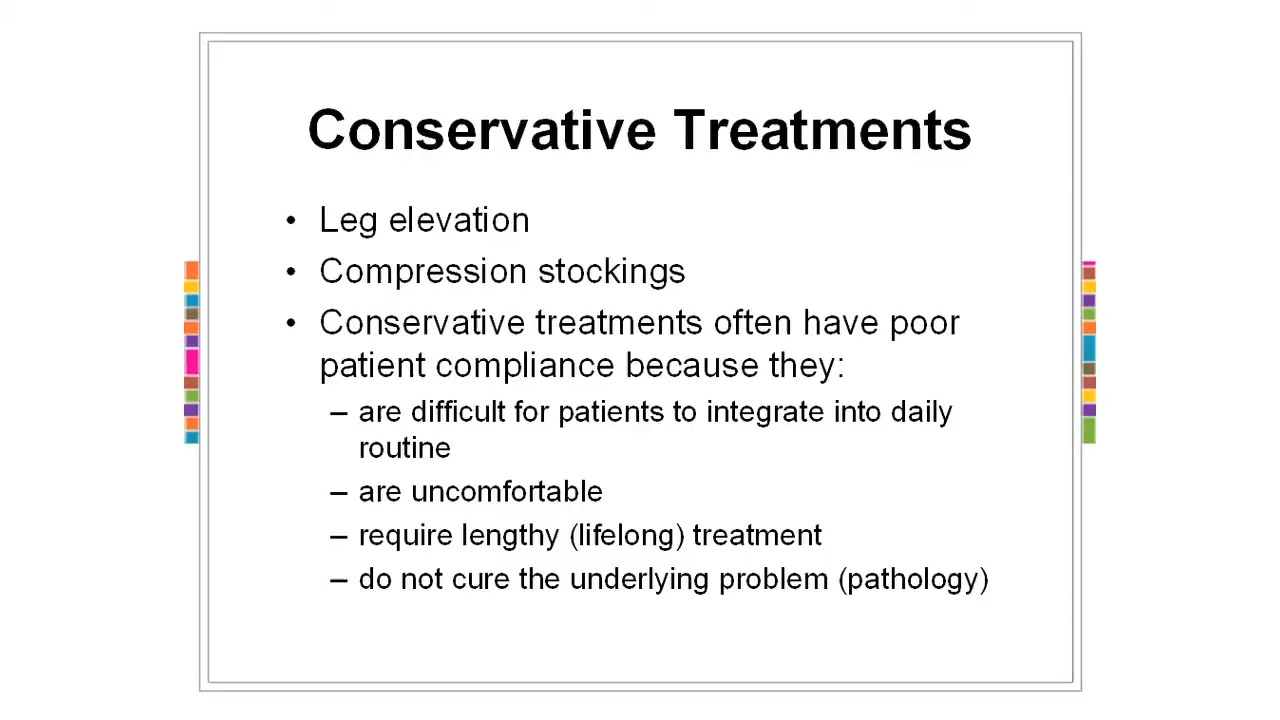 Conservative Treatments
• Leg elevation
• Compression stockings
• Conservative treatments often have poor
patient compliance because they:
– are difficult for patients to integrate into daily
routine
– are uncomfortable
– require lengthy (lifelong) treatment
– do not cure the underlying problem (pathology)